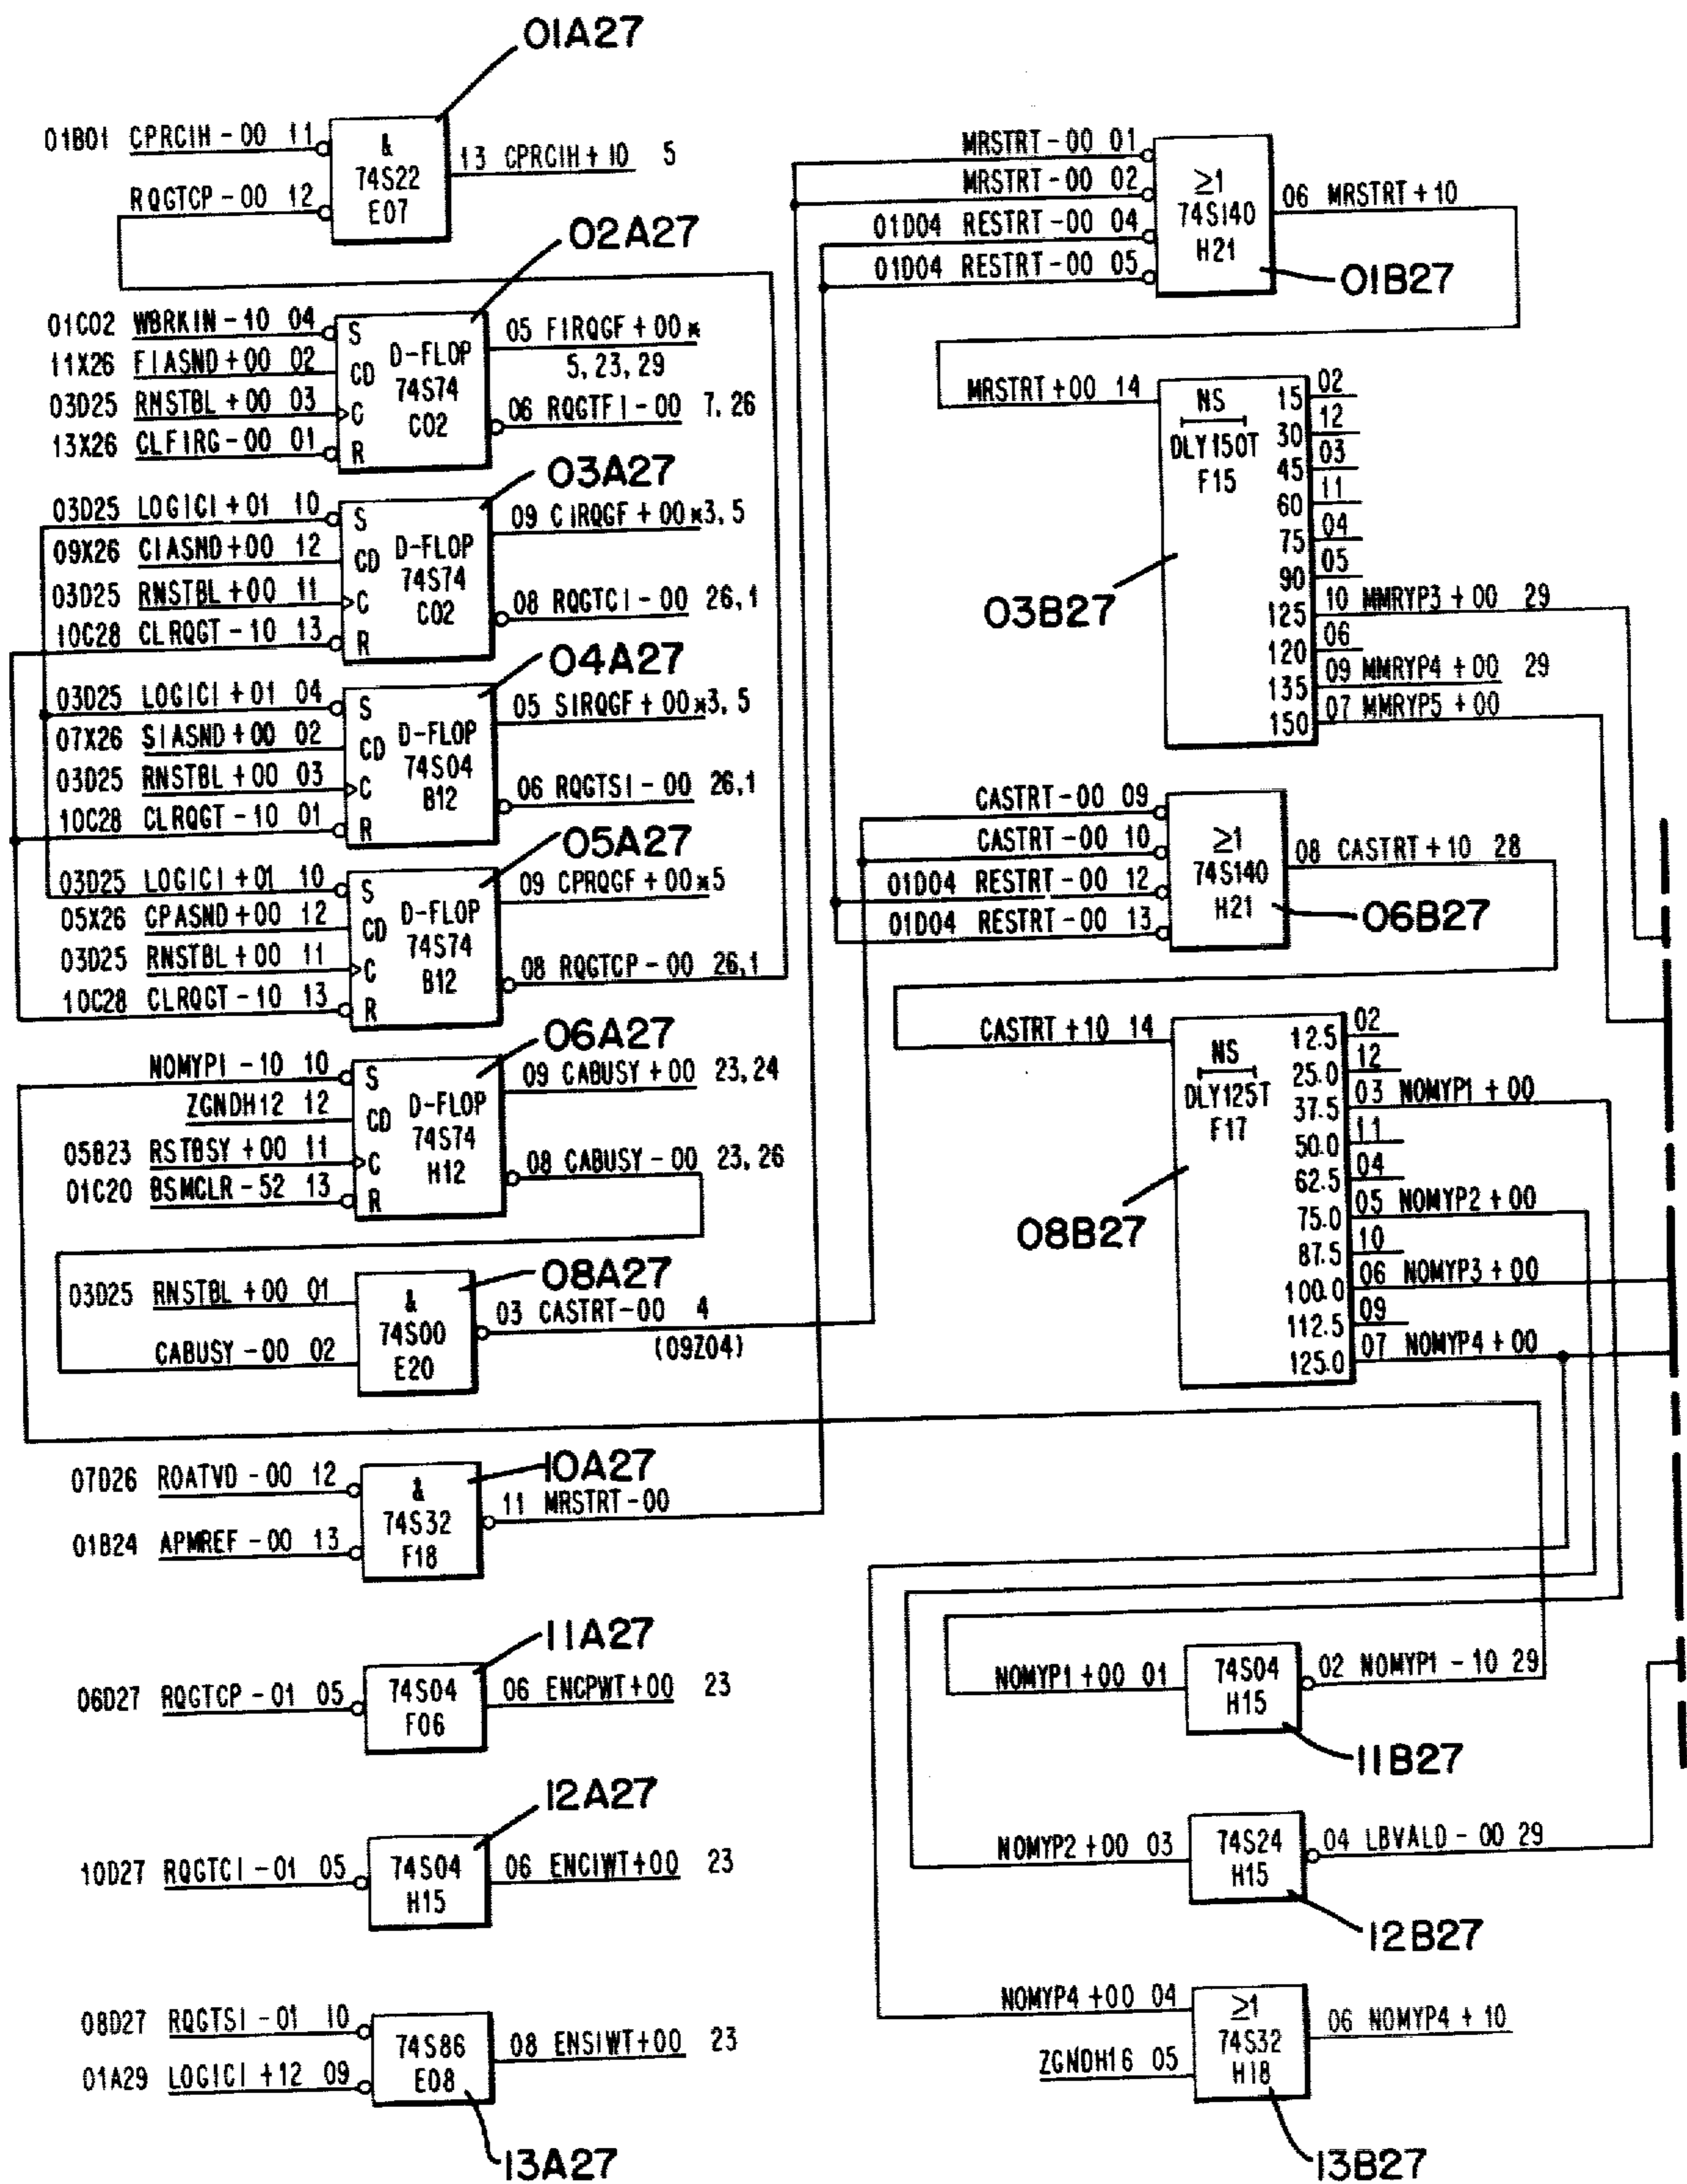 01A27
01B01 CPRCIH - 00 11
RQGTCP - 00 12
&
74S22
E07
13 CPRCIH + 10 5
02A27
01C02 WBRKIN - 10 04
11X26 FIASND + 00 02
03D25 RNSTBL + 00 03
13X26 CLFIRG - 00 01
S
CD
C
R
D-FLOP
74S74
C02
05 FIRQGF + 00 *
5, 23, 29
06 RQGTFI - 00 7, 26
03A27
03D25 LOGICI + 01 10
09X26 CIASND + 00 12
03D25 RNSTBL + 00 11
10C28 CLRQGT - 10 13
S
CD
C
R
D-FLOP
74S74
C02
09 CIRQGF + 00 *3, 5
08 RQGTCI - 00 26,1
04A27
03D25 LOGICI + 01 04
07X26 SIASND + 00 02
03D25 RNSTBL + 00 03
10C28 CLRQGT - 10 01
S
CD
C
R
D-FLOP
74S04
B12
05 SIRQGF + 00 *3, 5
06 RQGTSI - 00 26,1
05A27
03D25 LOGICI + 01 10
05X26 CPASND + 00 12
03D25 RNSTBL + 00 11
10C28 CLRQGT - 10 13
S
CD
C
R
D-FLOP
74S74
B12
09 CPRQGF + 00 *5
08 RQGTCP - 00 26,1
06A27
NOMYP1 - 10 10
ZGNDH12 12
05B23 RSTBSY + 00 11
01C20 BSMCLR - 52 13
S
CD
C
R
D-FLOP
74S74
H12
09 CABUSY + 00 23, 24
08 CABUSY - 00 23, 26
08A27
03D25 RNSTBL + 00 01
CABUSY - 00 02
&
74S00
E20
03 CASTRT - 00 4
(09Z04)
10A27
07D26 ROATVD - 00 12
01B24 APMREF - 00 13
&
74S32
F18
11 MRSTRT - 00
11A27
06D27 RQGTCP - 01 05
74S04
F06
06 ENCPWT + 00 23
12A27
10D27 RQGTCI - 01 05
74S04
H15
06 ENCIWT + 00 23
08D27 RQGTSI - 01 10
01A29 LOGICI + 12 09
74S86
E08
08 ENSIWT + 00 23
13A27
MRSTRT - 00 01
MRSTRT - 00 02
01D04 RESTRT - 00 04
01D04 RESTRT - 00 05
≥1
74S140
H21
06 MRSTRT + 10
01B27
MRSTRT + 00 14
NS
DLY150T
F15
15 02
30 12
45 03
60 11
75 04
90 05
125 10 MMRYP3 + 00 29
120 06
135 09 MMRYP4 + 00 29
150 07 MMRYP5 + 00
03B27
CASTRT - 00 09
CASTRT - 00 10
01D04 RESTRT - 00 12
01D04 RESTRT - 00 13
≥1
74S140
H21
08 CASTRT + 10 28
06B27
CASTRT + 10 14
NS
DLY125T
F17
12.5 02
25.0 12
37.5 03 NOMYP1 + 00
50.0 11
62.5 04
75.0 05 NOMYP2 + 00
87.5 10
100.0 06 NOMYP3 + 00
112.5 09
125.0 07 NOMYP4 + 00
08B27
NOMYP1 + 00 01
74S04
H15
02 NOMYP1 - 10 29
11B27
NOMYP2 + 00 03
74S24
H15
04 LBVALD - 00 29
12B27
NOMYP4 + 00 04
ZGNDH16 05
≥1
74S32
H18
06 NOMYP4 + 10
13B27